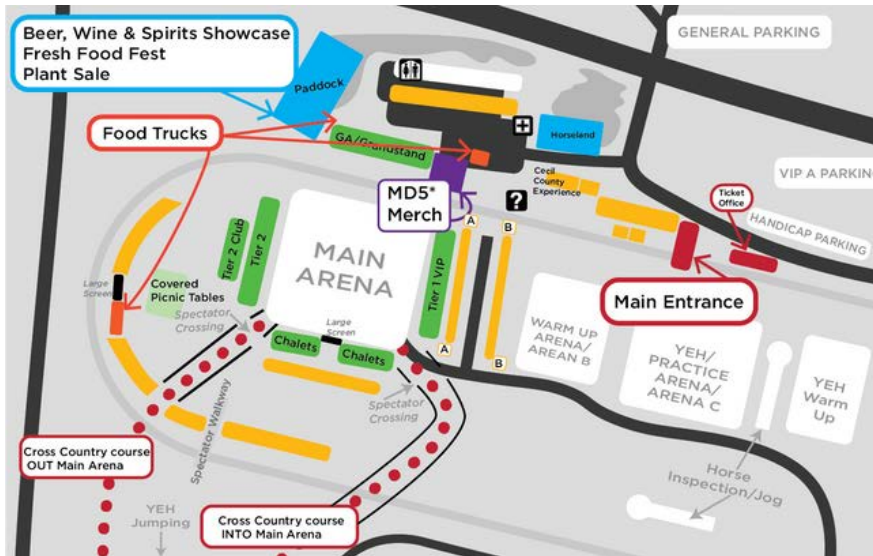 Beer, Wine & Spirits Showcase
Fresh Food Fest
Plant Sale
GENERAL PARKING
Paddock
Food Trucks
GA/Grandstand
Horseland
VIP A PARKING
Cecil
County
Experience
Ticket
Office
HANDICAP PARKING
MD5*
Merch
?
A
B
Tier 2 Club
Tier 2
MAIN
ARENA
Tier 1 VIP
Main Entrance
Large
Screen
Covered
Picnic Tables
Spectator
Crossing
Large
Screen
Chalets
Chalets
A
B
WARM UP
ARENA/
AREAN B
YEH/
PRACTICE
ARENA/
ARENA C
YEH
Warm
Up
Spectator
Crossing
Spectator Walkway
Cross Country course
OUT Main Arena
Horse
Inspection/Jog
YEH
Jumping
Cross Country course
INTO Main Arena